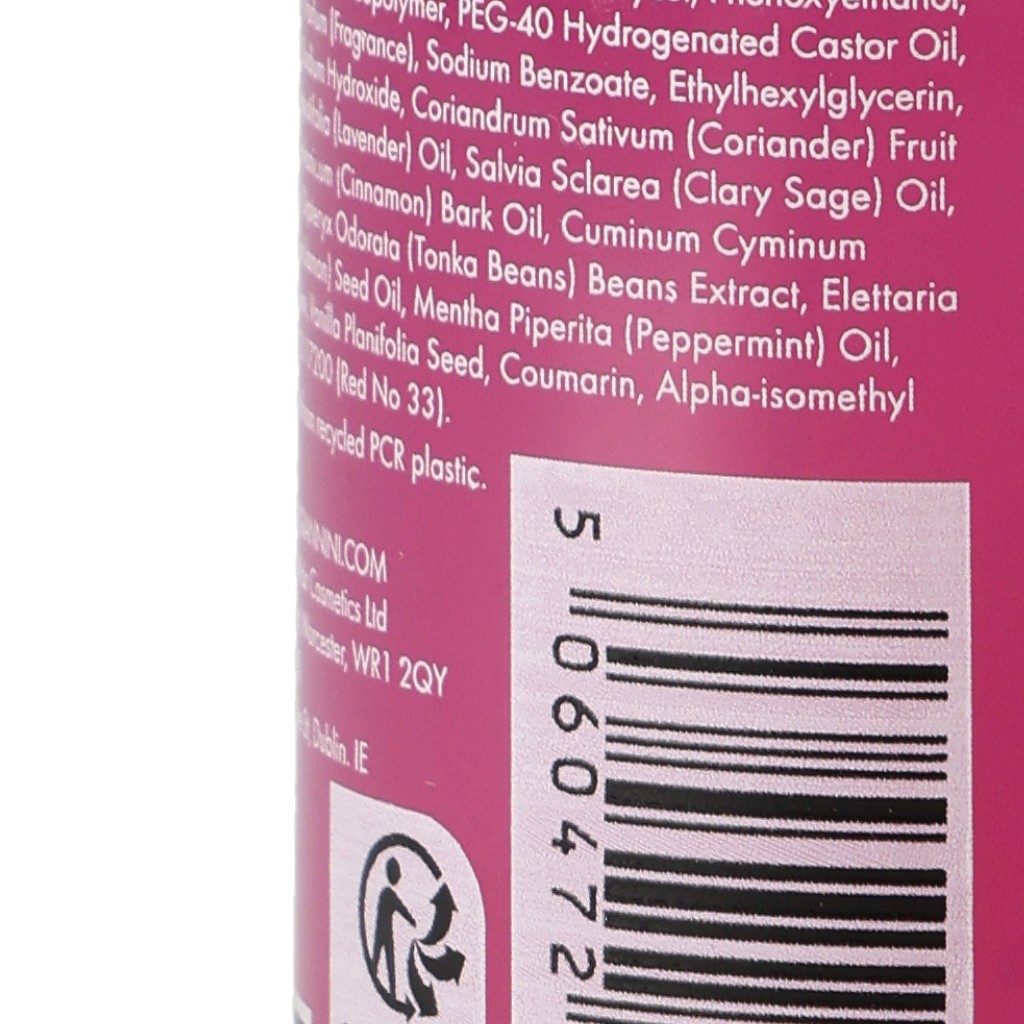 PEG-40 Hydrogenated Castor Oil,
(Fragrance), Sodium Benzoate, Ethylhexylglycerin,
Hydroxide, Coriandrum Sativum (Coriander) Fruit
(Lavender) Oil, Salvia Sclarea (Clary Sage) Oil,
(Cinnamon) Bark Oil, Cuminum Cyminum
Odorata (Tonka Beans) Beans Extract, Elettaria
Seed Oil, Mentha Piperita (Peppermint) Oil,
Vanilla Planifolia Seed, Coumarin, Alpha-isomethyl
(Red No 33).
recycled PCR plastic.
Cosmetics Ltd
WR1 2QY
Dublin. IE
5 060472